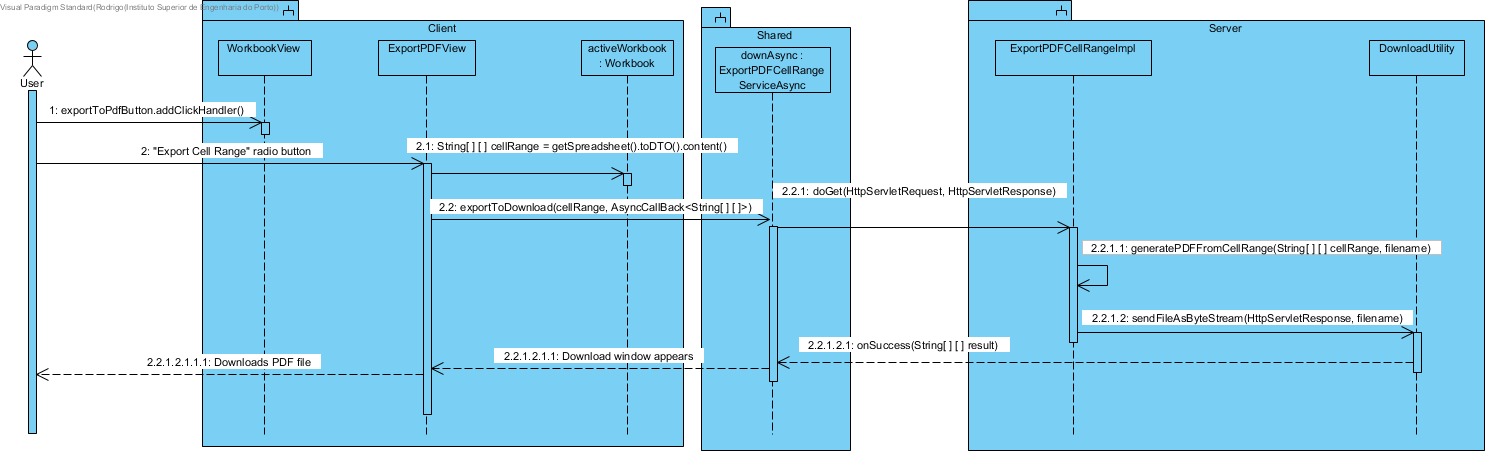 Visual Paradigm Standard(Rodrigo(Instituto Superior de Engenharia do Porto))
Client
Shared
Server
WorkbookView
ExportPDFView
activeWorkbook
: Workbook
downAsync :
ExportPDFCellRange
ServiceAsync
ExportPDFCellRangeImpl
DownloadUtility
User
1: exportToPdfButton.addClickHandler()
2: "Export Cell Range" radio button
2.1: String[ ] [ ] cellRange = getSpreadsheet().toDTO().content()
2.2: exportToDownload(cellRange, AsyncCallBack<String[ ] [ ]>)
2.2.1: doGet(HttpServletRequest, HttpServletResponse)
2.2.1.1: generatePDFFromCellRange(String[ ] [ ] cellRange, filename)
2.2.1.2: sendFileAsByteStream(HttpServletResponse, filename)
2.2.1.2.1: onSuccess(String[ ] [ ] result)
2.2.1.2.1.1: Download window appears
2.2.1.2.1.1.1: Downloads PDF file